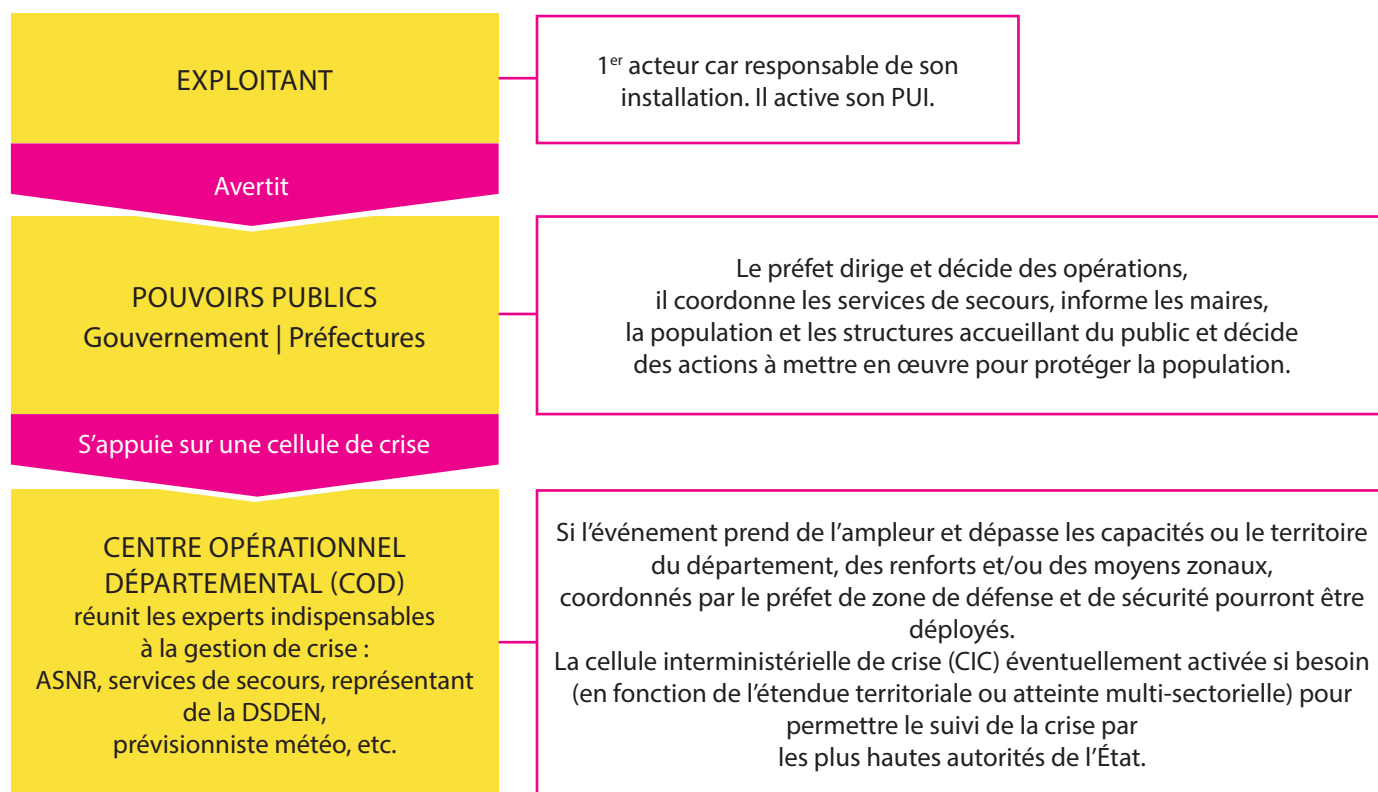 EXPLOITANT
1er acteur car responsable de son
installation. Il active son PUI.
Avertit
POUVOIRS PUBLICS
Gouvernement | Préfectures
Le préfet dirige et décide des opérations,
il coordonne les services de secours, informe les maires,
la population et les structures accueillant du public et décide
des actions à mettre en œuvre pour protéger la population.
S’appuie sur une cellule de crise
CENTRE OPÉRATIONNEL
DÉPARTEMENTAL (COD)
réunit les experts indispensables
à la gestion de crise :
ASNR, services de secours, représentant
de la DSDEN,
prévisionniste météo, etc.
Si l’événement prend de l’ampleur et dépasse les capacités ou le territoire
du département, des renforts et/ou des moyens zonaux,
coordonnés par le préfet de zone de défense et de sécurité pourront être
déployés.
La cellule interministérielle de crise (CIC) éventuellement activée si besoin
(en fonction de l’étendue territoriale ou atteinte multi-sectorielle) pour
permettre le suivi de la crise par
les plus hautes autorités de l’État.